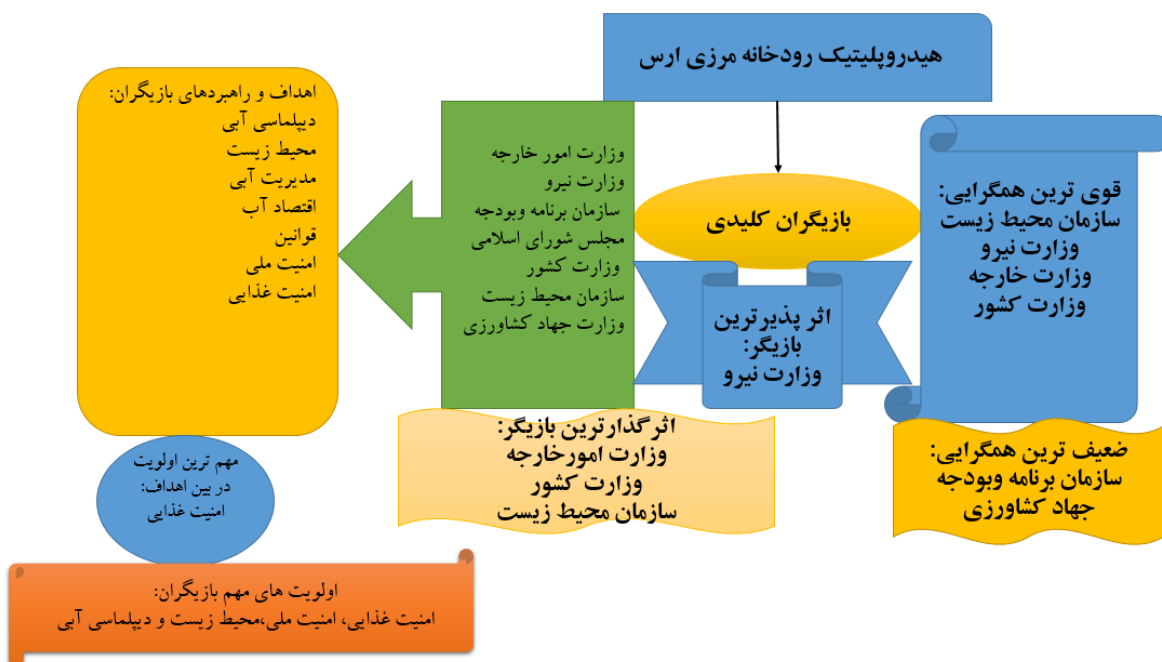 هیدروپلیتیک رودخانه مرزی ارس
بازیگران کلیدی
قوی ترین همگرایی:
سازمان محیط زیست
وزارت نیرو
وزارت خارجه
وزارت کشور
ضعیف ترین همگرایی:
سازمان برنامه وبودجه
جهاد کشاورزی
اثر پذیرترین
بازیگر:
وزارت نیرو
وزارت امور خارجه
وزارت نیرو
سازمان برنامه وبودجه
مجلس شورای اسلامی
وزارت کشور
سازمان محیط زیست
وزارت جهاد کشاورزی
اثرگذارترین بازیگر:
وزارت امورخارجه
وزارت کشور
سازمان محیط زیست
اهداف و راهبردهای بازیگران:
دیپلماسی آبی
محیط زیست
مدیریت آبی
اقتصاد آب
قوانین
امنیت ملی
امنیت غذایی
مهم ترین اولویت
در بین اهداف:
امنیت غذایی
اولویت های مهم بازیگران:
امنیت غذایی، امنیت ملی،محیط زیست و دیپلماسی آبی